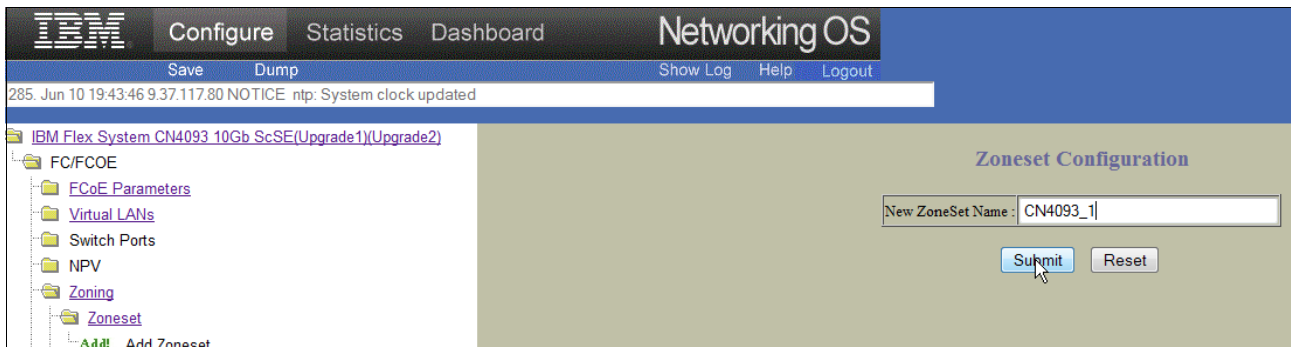 IBM. Configure Statistics Dashboard Networking OS
Save Dump Show Log Help Logout
285. Jun 10 19:43:46 9.37.117.80 NOTICE ntp: System clock updated
IBM Flex System CN4093 10Gb ScSE(Upgrade1)(Upgrade2)
FC/FCOE
FCoE Parameters
Virtual LANs
Switch Ports
NPV
Zoning
Zoneset
Add! Add Zoneset
Zoneset Configuration
New ZoneSet Name : CN4093_1
Submit Reset